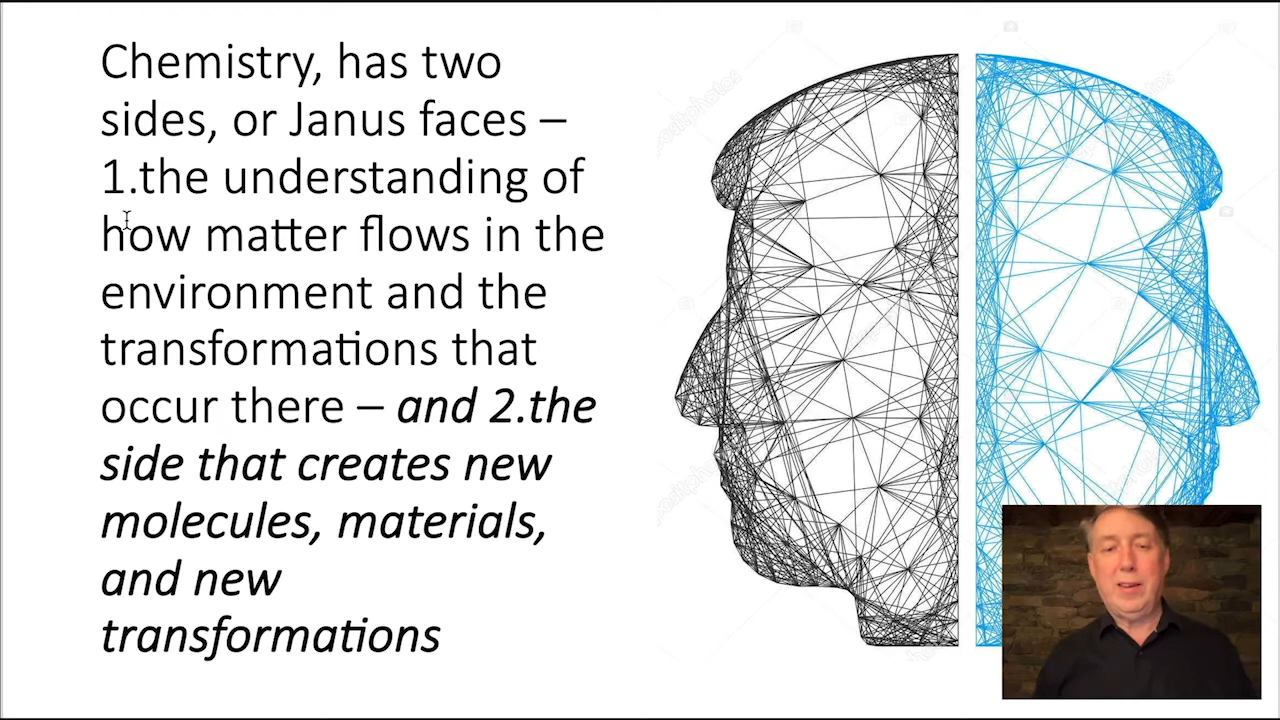 Chemistry, has two
sides, or Janus faces –
1.the understanding of
how matter flows in the
environment and the
transformations that
occur there – and 2.the
side that creates new
molecules, materials,
and new
transformations